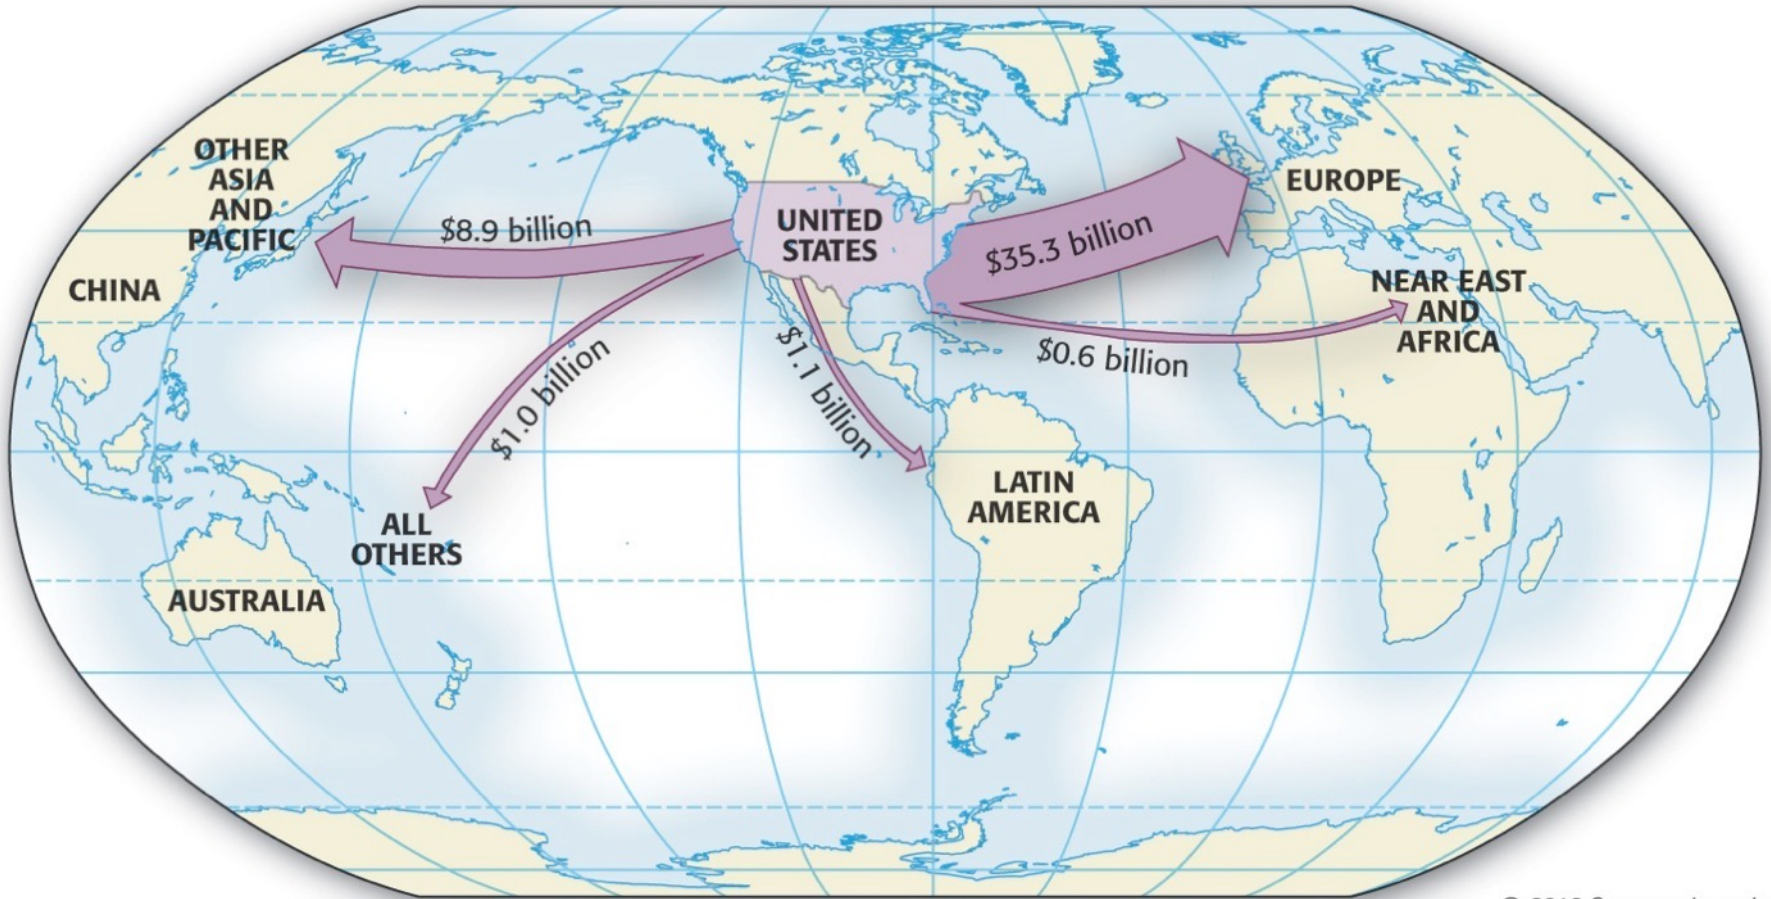 OTHER
ASIA
AND
PACIFIC
CHINA
$8.9 billion
UNITED
STATES
$35.3 billion
EUROPE
NEAR EAST
AND
AFRICA
$0.6 billion
$1.0 billion
$1.1 billion
LATIN
AMERICA
ALL
OTHERS
AUSTRALIA